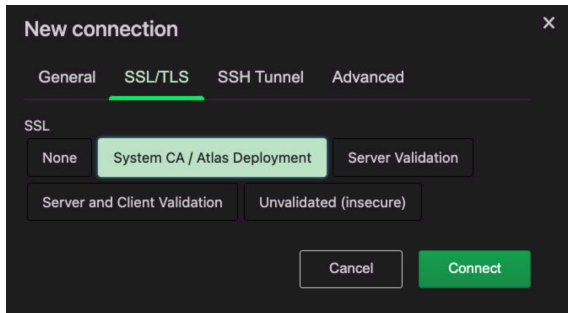 New connection ×
General SSL/TLS SSH Tunnel Advanced
SSL
None System CA / Atlas Deployment Server Validation
Server and Client Validation Unvalidated (insecure)
Cancel Connect